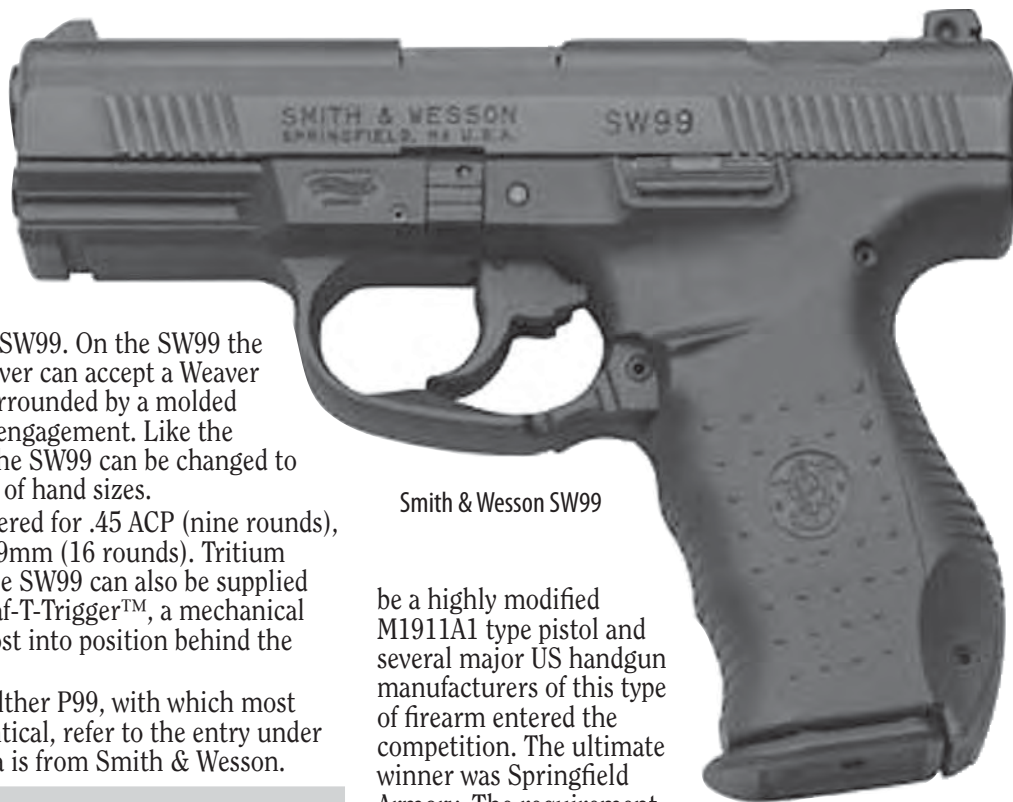 SMITH & WESSON
SPRINGFIELD, MA U.S.A.
SW99
SW99. On the SW99 the
ver can accept a Weaver
rrounded by a molded
engagement. Like the
he SW99 can be changed to
of hand sizes.
ered for .45 ACP (nine rounds),
9mm (16 rounds). Tritium
e SW99 can also be supplied
af-T-Trigger™, a mechanical
ost into position behind the
lther P99, with which most
tical, refer to the entry under
a is from Smith & Wesson.
Smith & Wesson SW99
be a highly modified
M1911A1 type pistol and
several major US handgun
manufacturers of this type
of firearm entered the
competition. The ultimate
winner was Springfield
Armory. The requirement